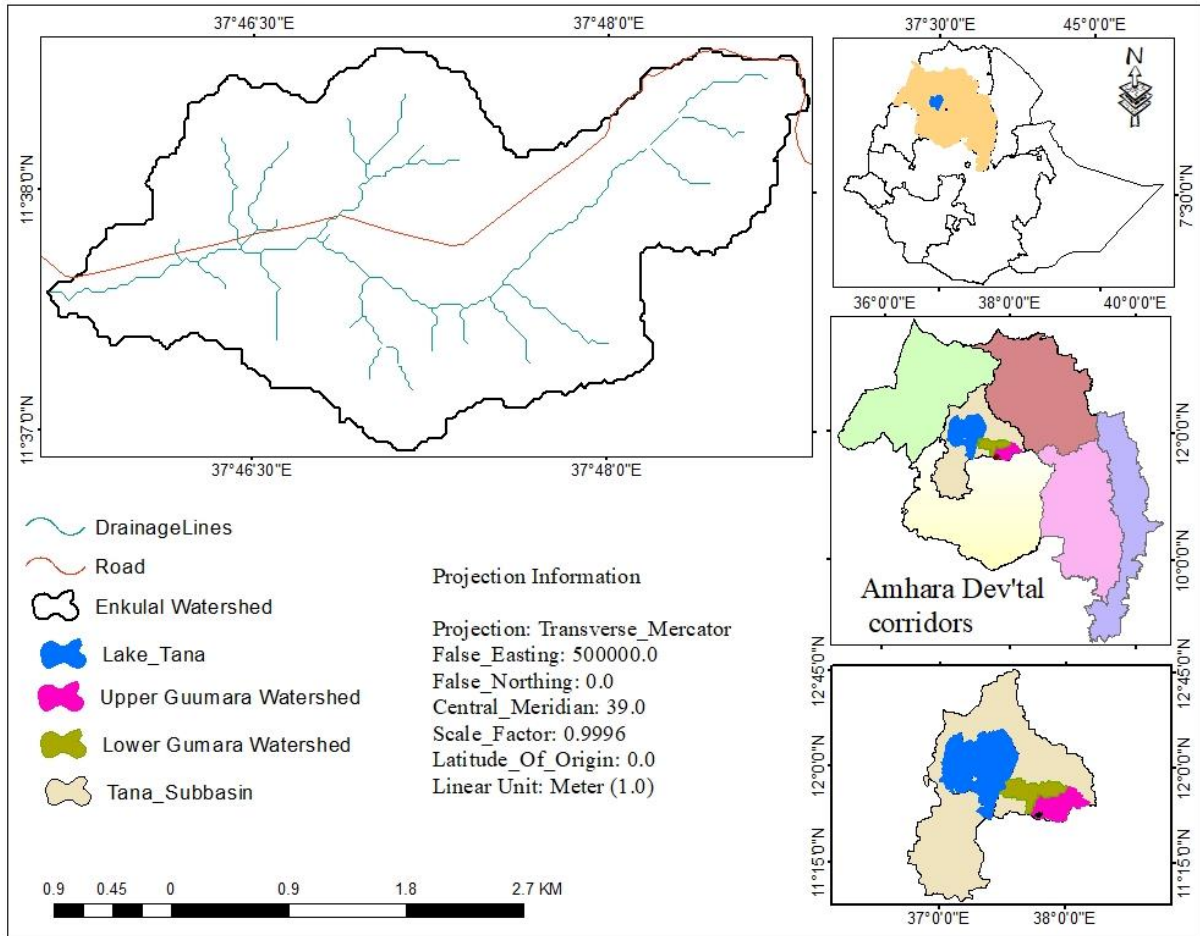 37°46'30"E
37°48'0"E
11°38'0"N
11°37'0"N
37°46'30"E
37°48'0"E
37°30'0"E
45°0'0"E
N
7°30'0"N
36°0'0"E
38°0'0"E
40°0'0"E
12°0'0"N
10°0'0"N
Amhara Dev'tal
corridors
12°45'0"N
12°0'0"N
11°15'0"N
37°0'0"E
38°0'0"E
DrainageLines
Road
Enkulal Watershed
Lake_Tana
Upper Guumara Watershed
Lower Gumara Watershed
Tana_Subbasin
Projection Information
Projection: Transverse_Mercator
False_Easting: 500000.0
False_Northing: 0.0
Central_Meridian: 39.0
Scale_Factor: 0.9996
Latitude_Of_Origin: 0.0
Linear Unit: Meter (1.0)
0.9 0.45 0 0.9 1.8 2.7 KM